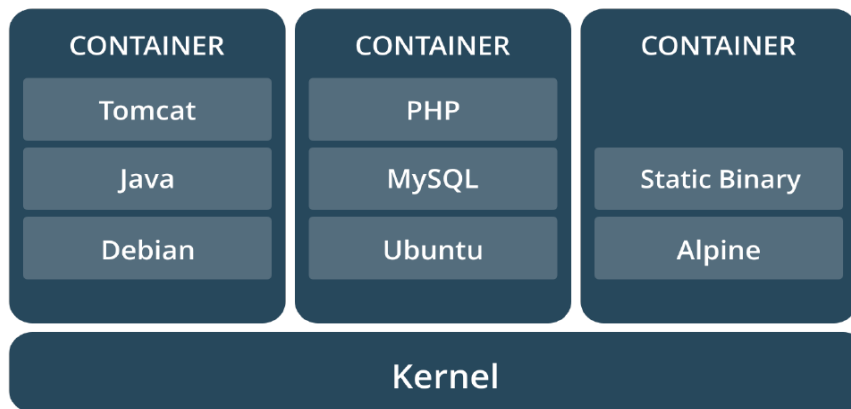 CONTAINER
Tomcat
Java
Debian
CONTAINER
PHP
MySQL
Ubuntu
CONTAINER
Static Binary
Alpine
Kernel